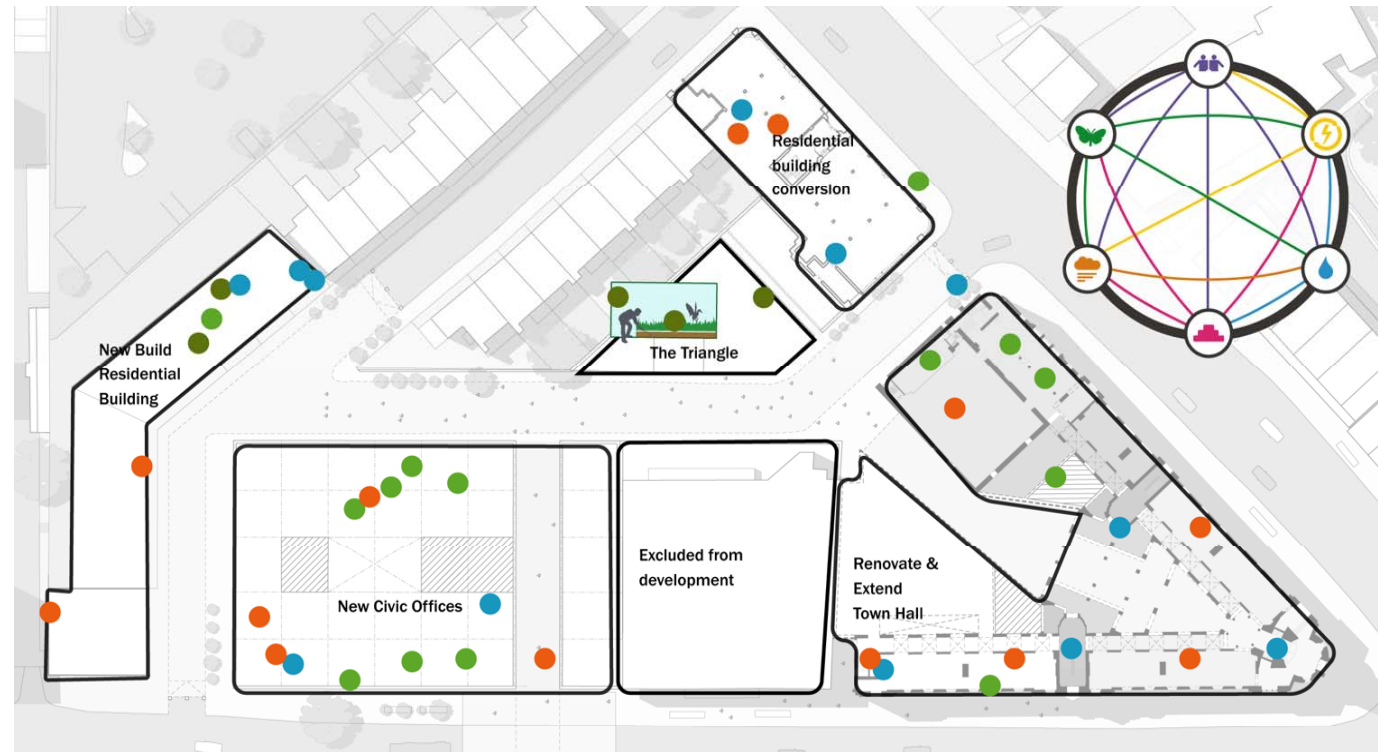 Residential
building
conversion
New Build
Residential
Building
The Triangle
Excluded from
development
Renovate &
Extend
Town Hall
New Civic Offices